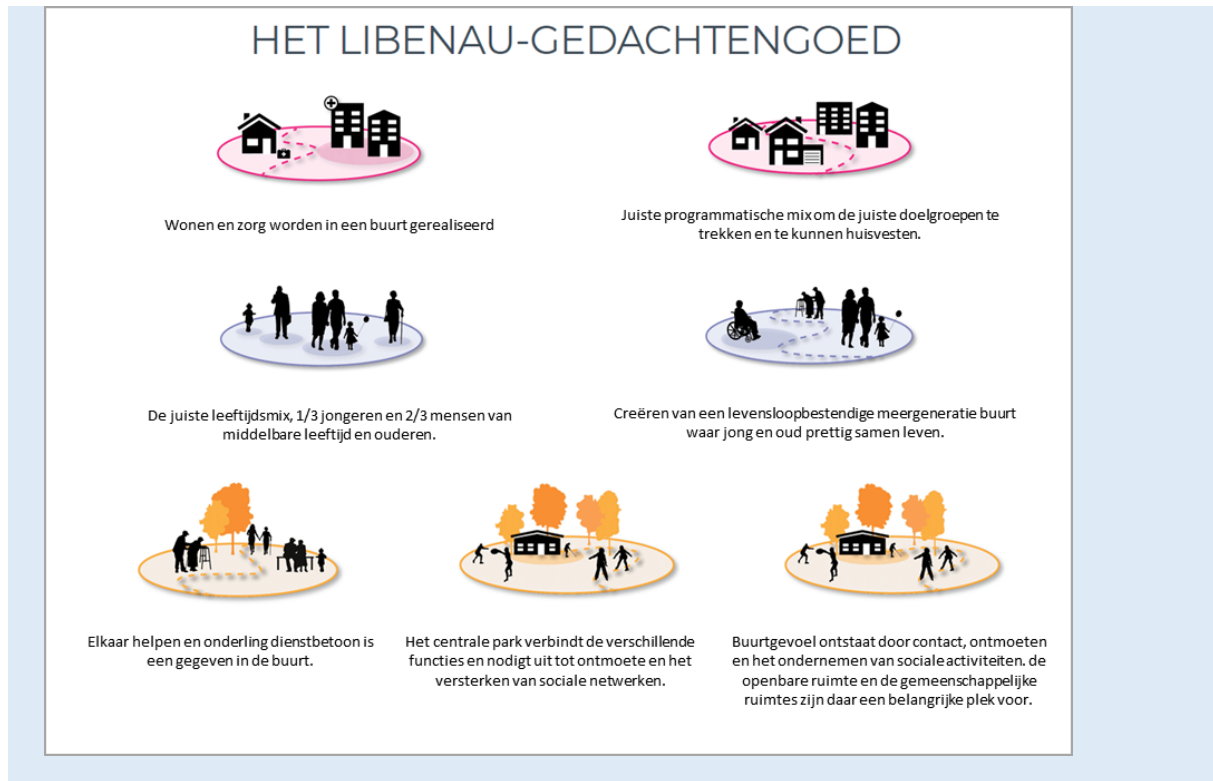 HET LIBENAU-GEDACHTENGOED
Wonen en zorg worden in een buurt gerealiseerd
Juiste programmatische mix om de juiste doelgroepen te
trekken en te kunnen huisvesten.
De juiste leeftijdsmix, 1/3 jongeren en 2/3 mensen van
middelbare leeftijd en ouderen.
Creëren van een levensloopbestendige meergeneratie buurt
waar jong en oud prettig samen leven.
Elkaar helpen en onderling dienstbetoon is
een gegeven in de buurt.
Het centrale park verbindt de verschillende
functies en nodigt uit tot ontmoete en het
versterken van sociale netwerken.
Buurtgevoel ontstaat door contact, ontmoeten
en het ondernemen van sociale activiteiten. de
openbare ruimte en de gemeenschappelijke
ruimtes zijn daar een belangrijke plek voor.